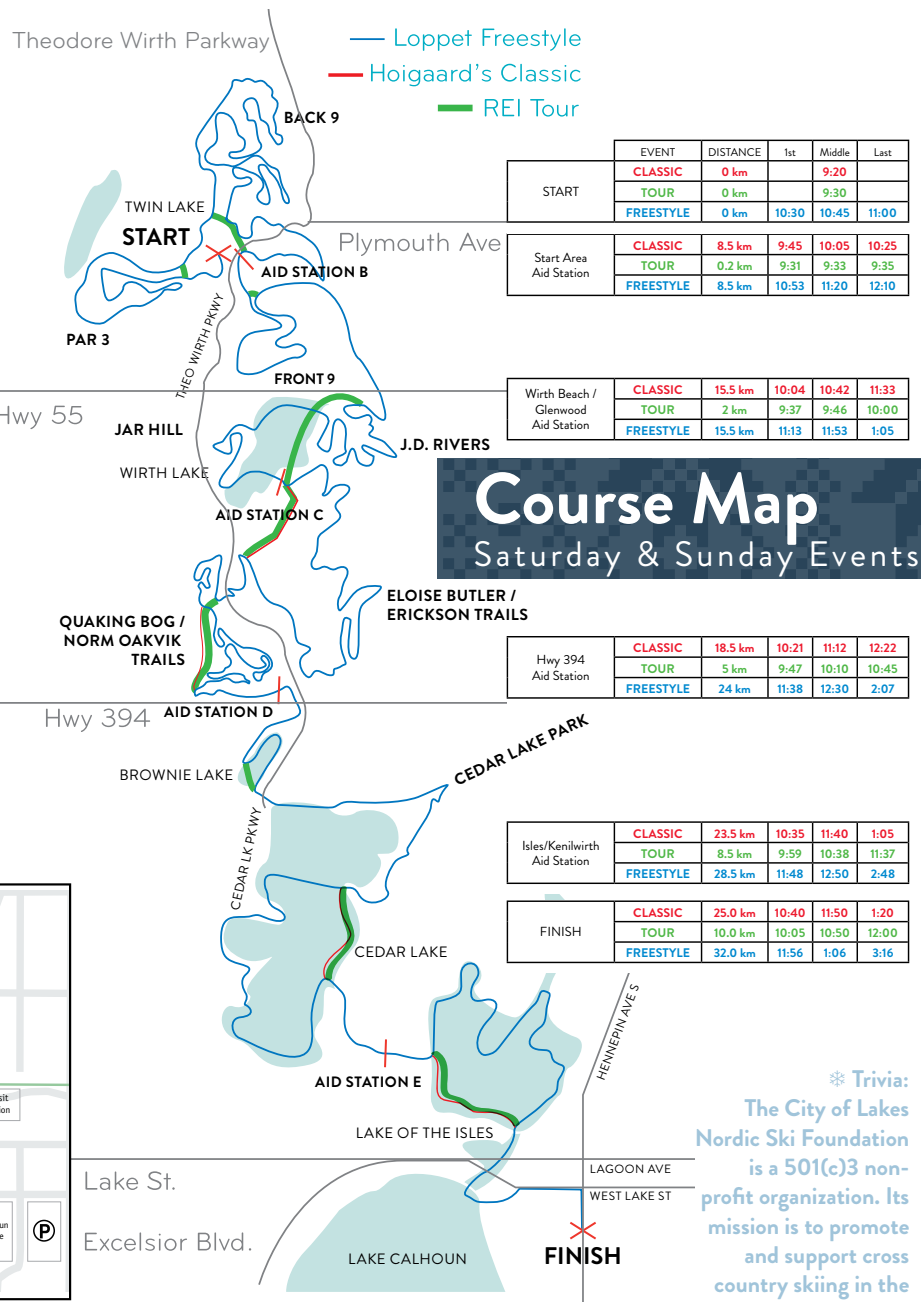 Theodore Wirth Parkway
Loppet Freestyle
Hoigaard's Classic
REI Tour
BACK 9
TWIN LAKE
START
Plymouth Ave
AID STATION B
PAR 3
THEO WIRTH PKWY
FRONT 9
Hwy 55
JAR HILL
J.D. RIVERS
WIRTH LAKE
AID STATION C
ELOISE BUTLER /
ERICKSON TRAILS
QUAKING BOG /
NORM OAKVIK
TRAILS
AID STATION D
Hwy 394
CEDAR LAKE PARK
BROWNIE LAKE
CEDAR LK PKWY
CEDAR LAKE
AID STATION E
HENNEPIN AVE S
LAKE OF THE ISLES
LAGOON AVE
Lake St.
WEST LAKE ST
Excelsior Blvd.
LAKE CALHOUN
FINISH
P
EVENT DISTANCE 1st Middle Last
START
CLASSIC 0 km 9:20
TOUR 0 km 9:30
FREESTYLE 0 km 10:30 10:45 11:00
Start Area
Aid Station
CLASSIC 8.5 km 9:45 10:05 10:25
TOUR 0.2 km 9:31 9:33 9:35
FREESTYLE 8.5 km 10:53 11:20 12:10
Wirth Beach /
Glenwood
Aid Station
CLASSIC 15.5 km 10:04 10:42 11:33
TOUR 2 km 9:37 9:46 10:00
FREESTYLE 15.5 km 11:13 11:53 1:05
Course Map
Saturday & Sunday Events
Hwy 394
Aid Station
CLASSIC 18.5 km 10:21 11:12 12:22
TOUR 5 km 9:47 10:10 10:45
FREESTYLE 24 km 11:38 12:30 2:07
Isles/Kenilwirth
Aid Station
CLASSIC 23.5 km 10:35 11:40 1:05
TOUR 8.5 km 9:59 10:38 11:37
FREESTYLE 28.5 km 11:48 12:50 2:48
FINISH
CLASSIC 25.0 km 10:40 11:50 1:20
TOUR 10.0 km 10:05 10:50 12:00
FREESTYLE 32.0 km 11:56 1:06 3:16
Trivia:
The City of Lakes
Nordic Ski Foundation
is a 501(c)3 non-
profit organization. Its
mission is to promote
and support cross
country skiing in the